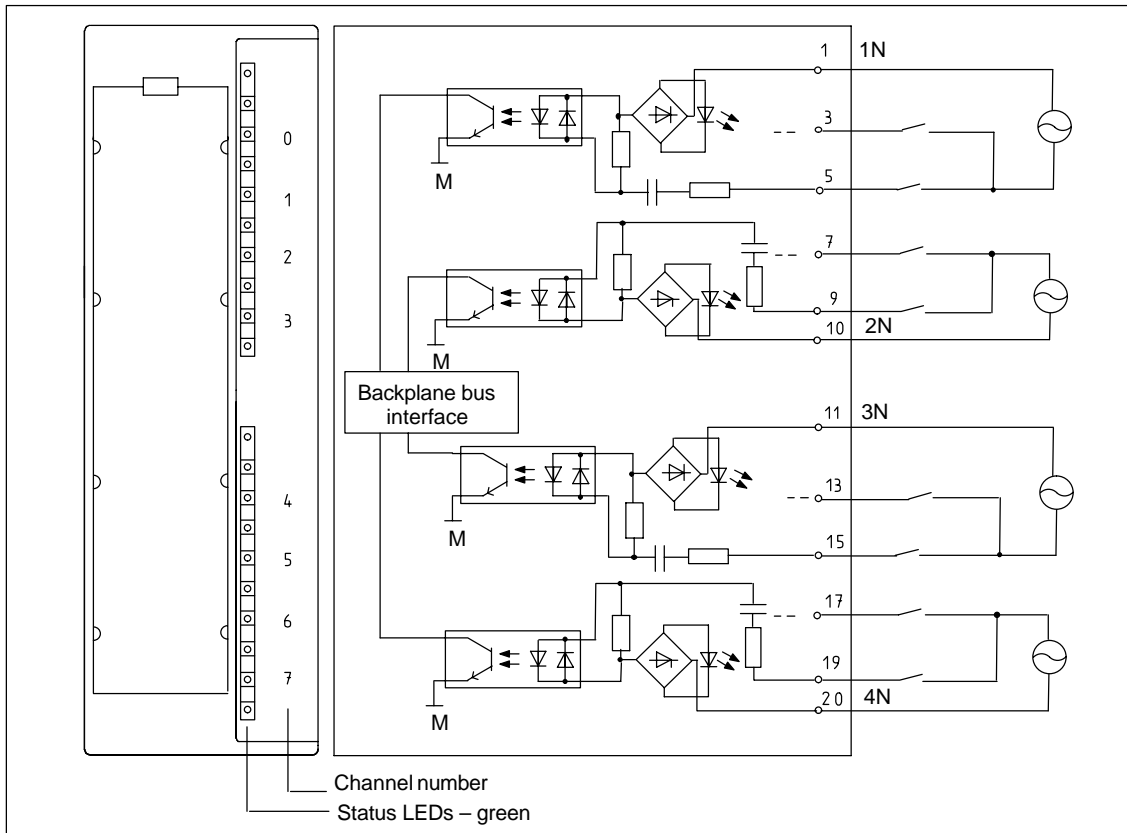 0
1
2
3
4
5
6
7
Channel number
Status LEDs – green
M
M
Backplane bus
interface
M
M
1 1N
3
5
7
9
10 2N
11 3N
13
15
17
19
20 4N